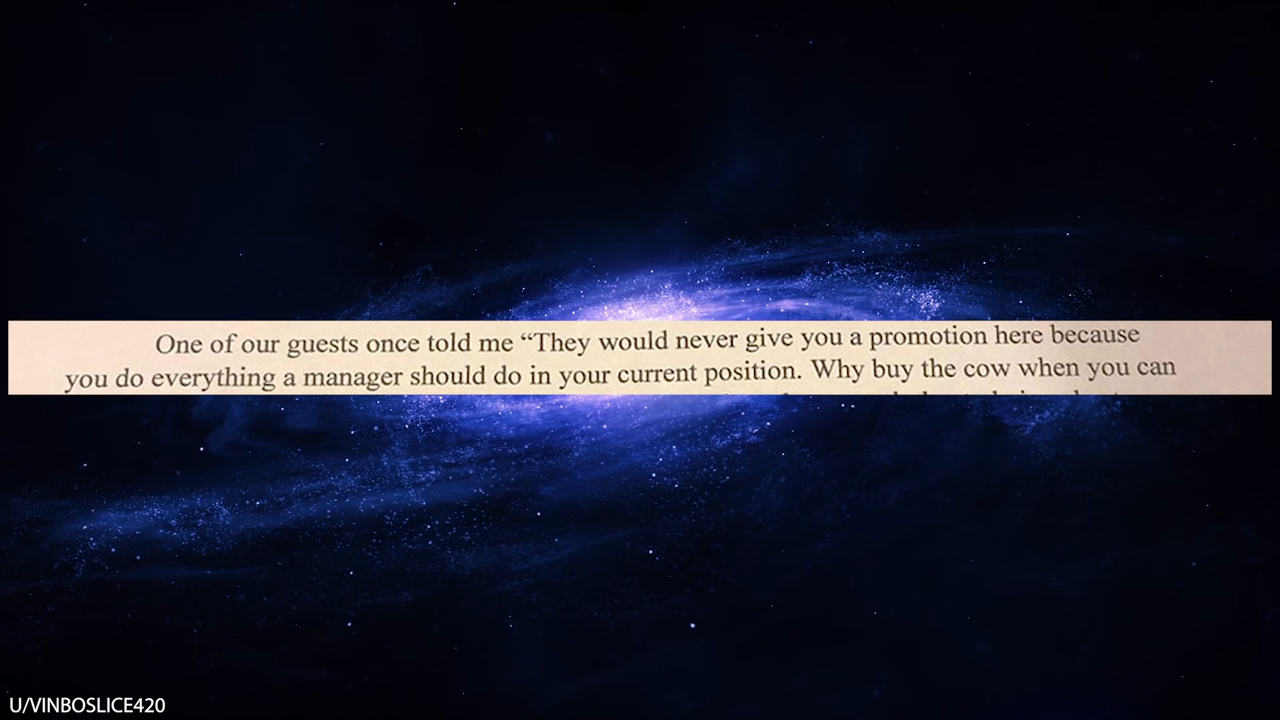 One of our guests once told me “They would never give you a promotion here because
you do everything a manager should do in your current position. Why buy the cow when you can
U/VINBOSLICE420